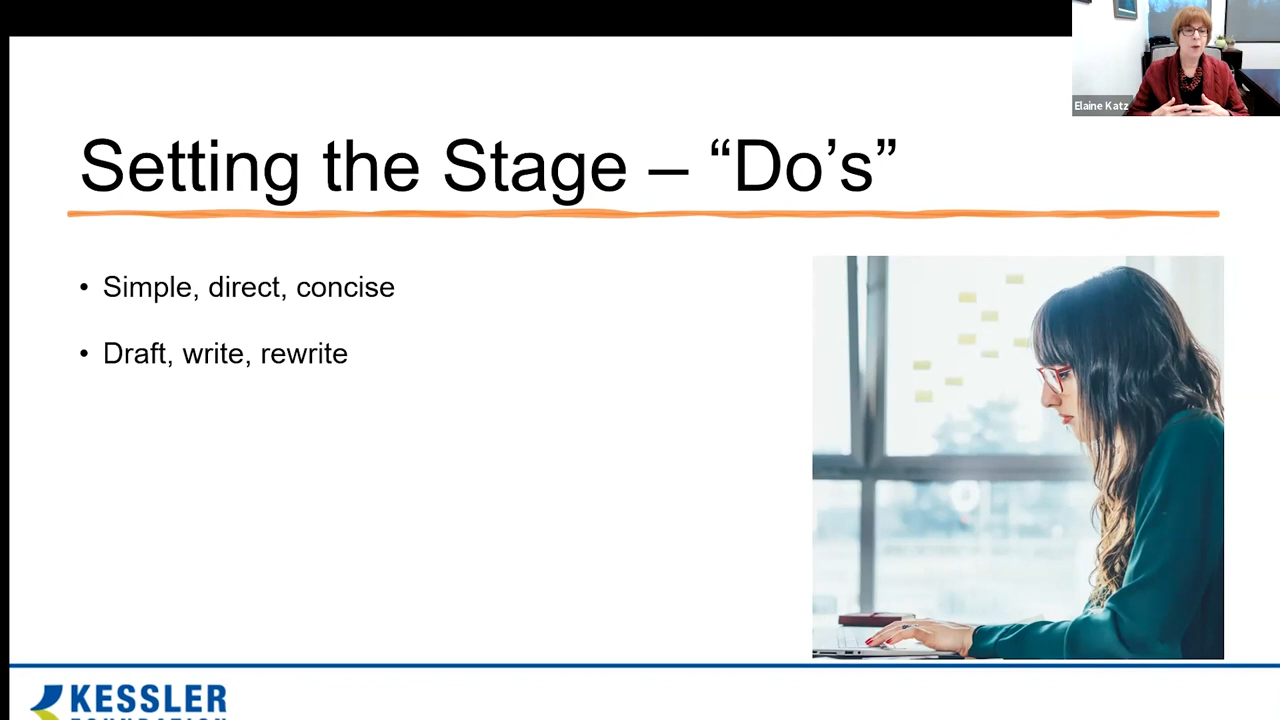 Elaine Katz
Setting the Stage – “Do’s”
• Simple, direct, concise
• Draft, write, rewrite
KESSLER
FOUNDATION